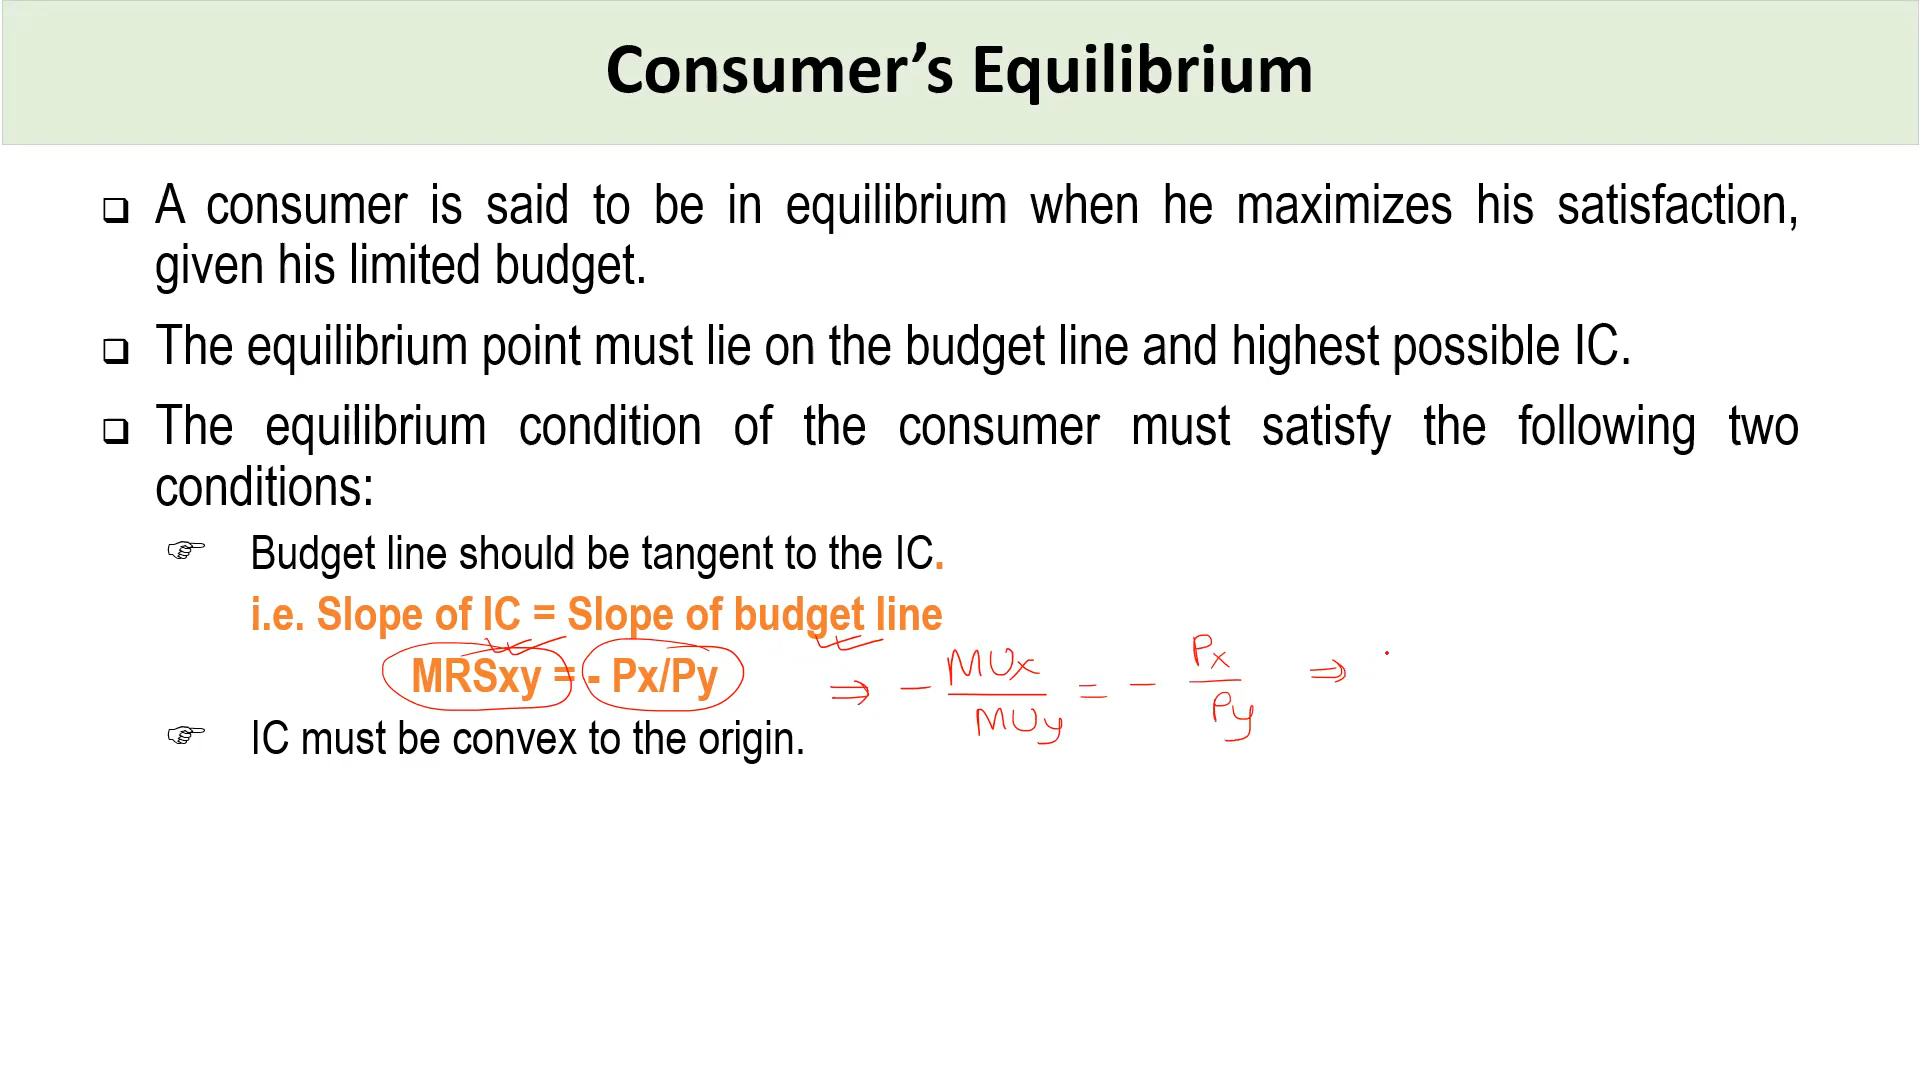 Consumer’s Equilibrium
❑ A consumer is said to be in equilibrium when he maximizes his satisfaction,
given his limited budget.
❑ The equilibrium point must lie on the budget line and highest possible IC.
❑ The equilibrium condition of the consumer must satisfy the following two
conditions:
☞ Budget line should be tangent to the IC.
i.e. Slope of IC = Slope of budget line
MRSxy = - Px/Py ⇒ - MUx/MUy = - Px/Py ⇒
☞ IC must be convex to the origin.